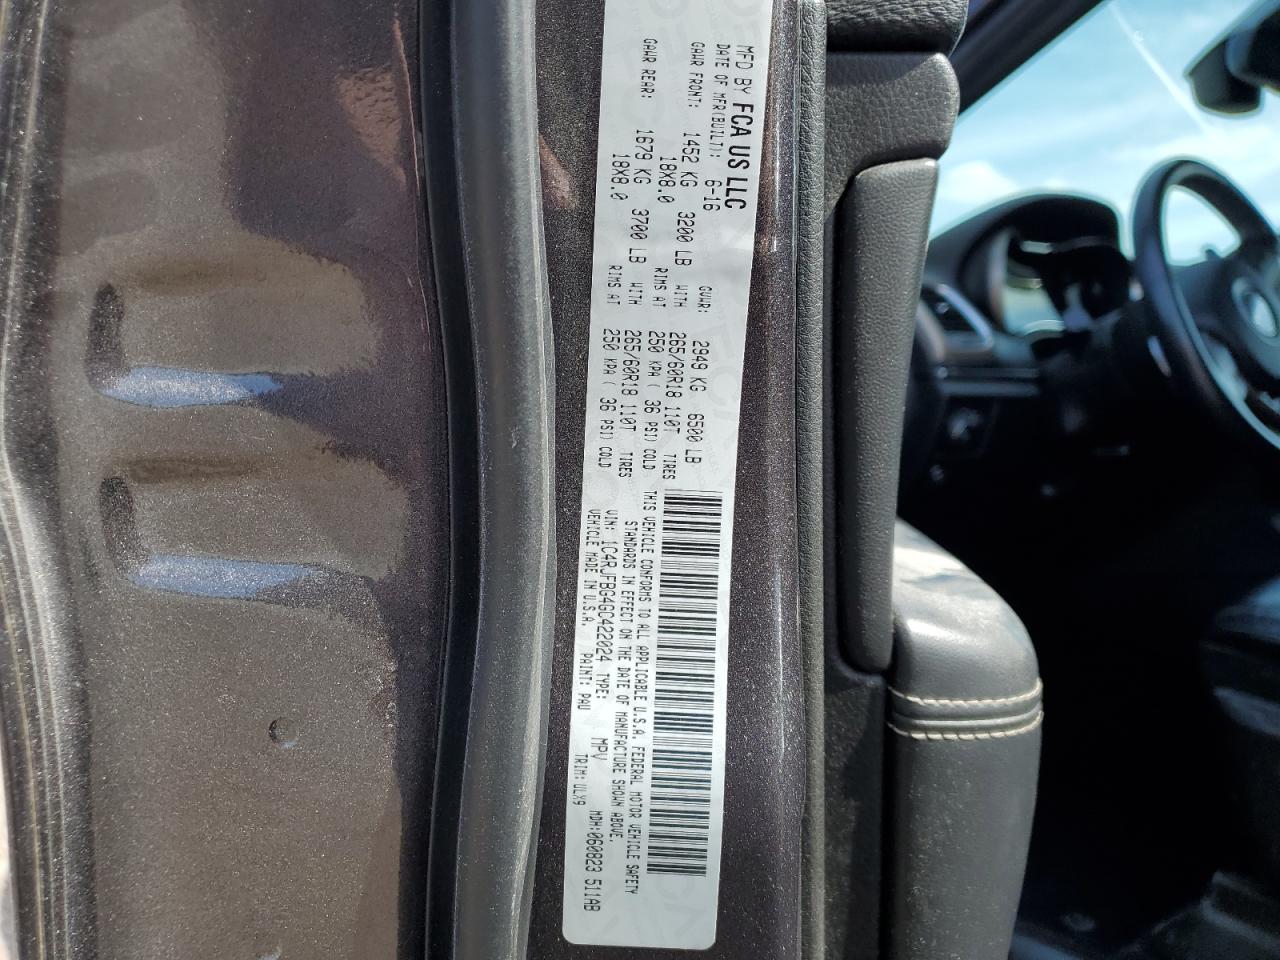 MFD BY FCA US LLC
DATE OF MFR(BUILT): 6-16 GVWR: 2949 KG 6500 LB
GAWR FRONT: 1452 KG 3200 LB WITH 265/60R18 110T TIRES
18X8.0 RIMS AT 250 KPA ( 36 PSI) COLD
GAWR REAR: 1679 KG 3700 LB WITH 265/60R18 110T TIRES
18X8.0 RIMS AT 250 KPA ( 36 PSI) COLD
THIS VEHICLE CONFORMS TO ALL APPLICABLE U.S.A. FEDERAL MOTOR VEHICLE SAFETY
STANDARDS IN EFFECT ON THE DATE OF MANUFACTURE SHOWN ABOVE.
VIN: 1C4RJFBG4GC422024 TYPE: MPV MDH:060823 511AB
VEHICLE MADE IN U.S.A. PAINT: PAU TRIM: ULX9